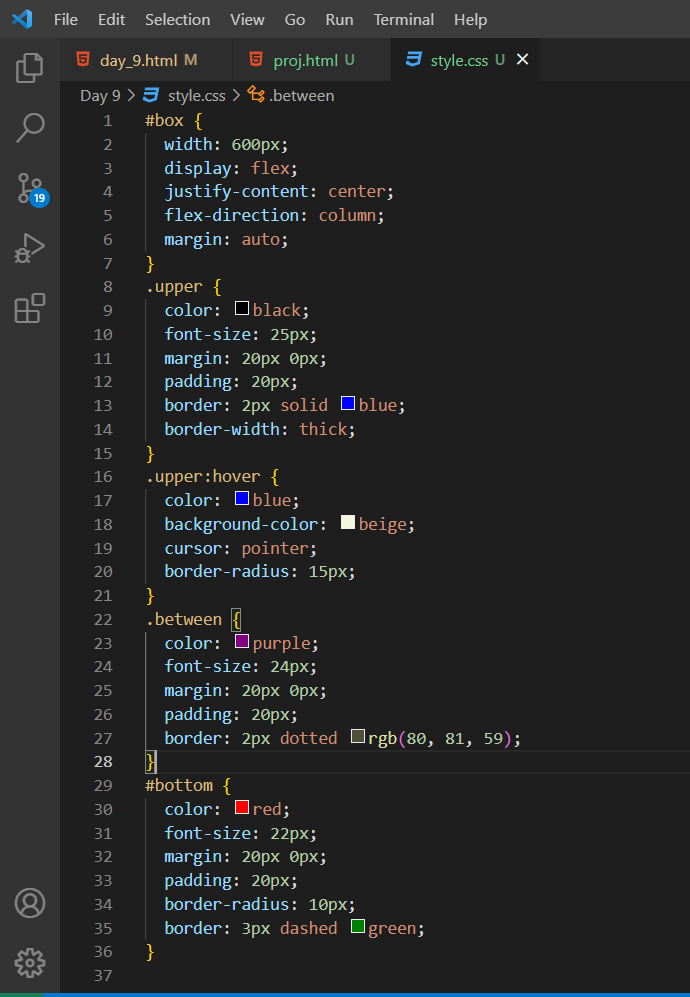 File Edit Selection View Go Run Terminal Help
day_9.html M proj.html U style.css U
Day 9 > style.css > .between
1 #box {
2 width: 600px;
3 display: flex;
4 justify-content: center;
5 flex-direction: column;
6 margin: auto;
7 }
8 .upper {
9 color: black;
10 font-size: 25px;
11 margin: 20px 0px;
12 padding: 20px;
13 border: 2px solid blue;
14 border-width: thick;
15 }
16 .upper:hover {
17 color: blue;
18 background-color: beige;
19 cursor: pointer;
20 border-radius: 15px;
21 }
22 .between {
23 color: purple;
24 font-size: 24px;
25 margin: 20px 0px;
26 padding: 20px;
27 border: 2px dotted rgb(80, 81, 59);
28 }
29 #bottom {
30 color: red;
31 font-size: 22px;
32 margin: 20px 0px;
33 padding: 20px;
34 border-radius: 10px;
35 border: 3px dashed green;
36 }
37
19